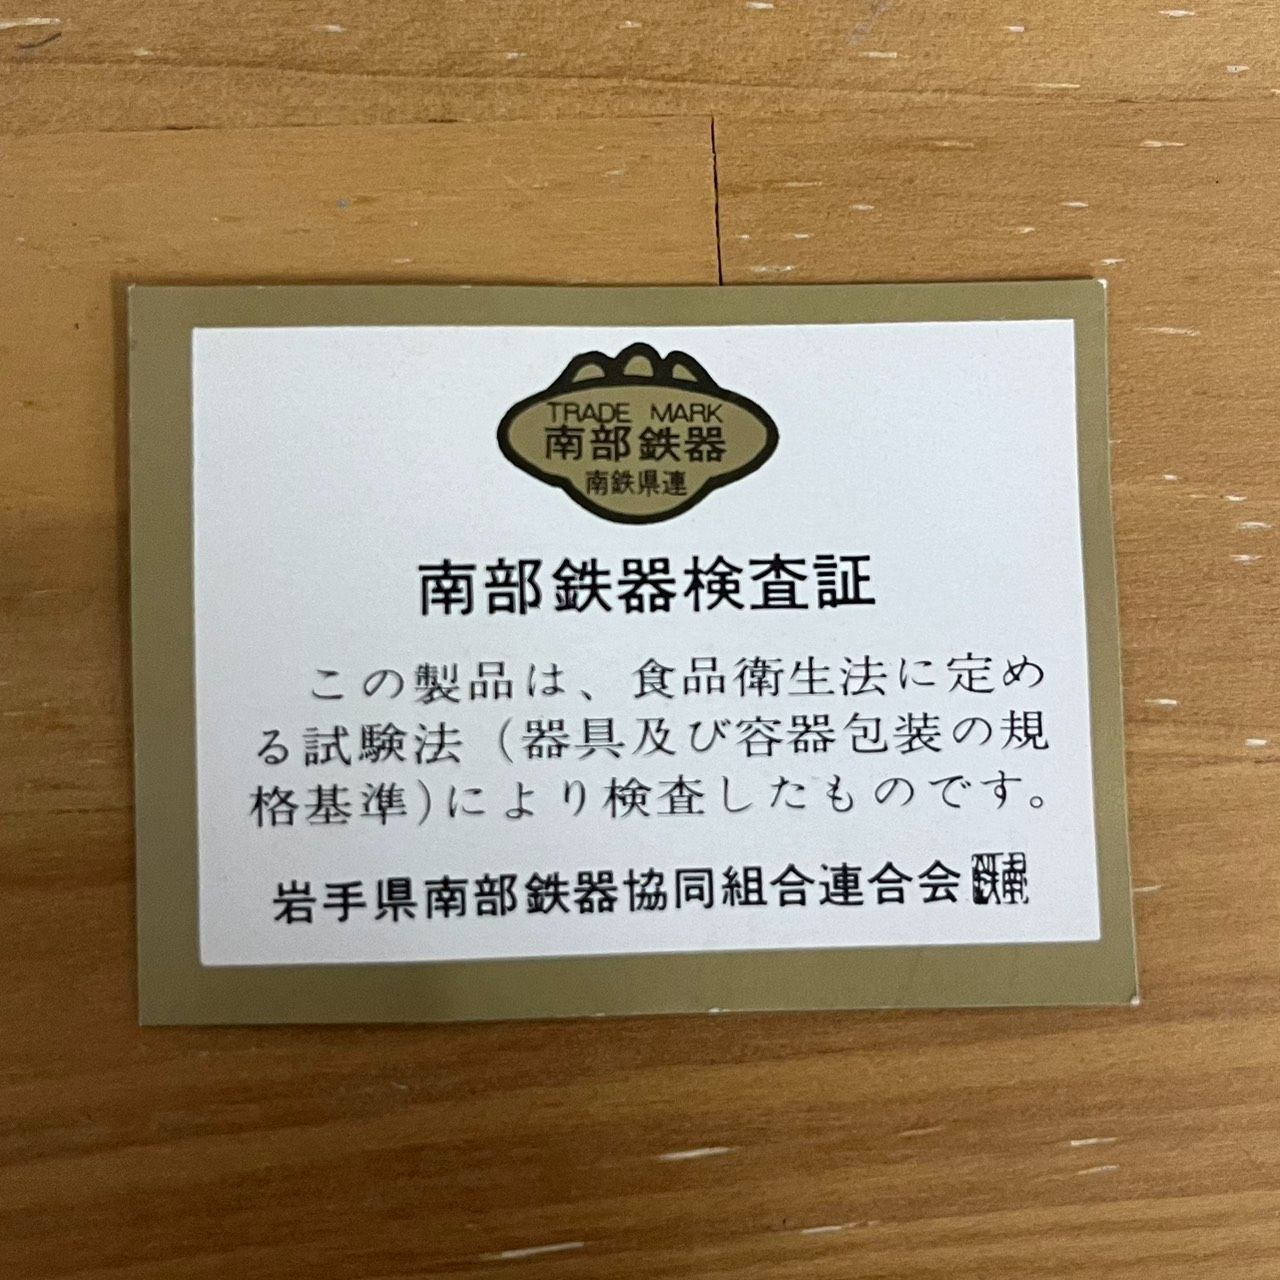 TRADE MARK
南部鉄器
南鉄県連
南部鉄器検査証
この製品は、食品衛生法に定め
る試験法（器具及び容器包装の規
格基準）により検査したものです。
岩手県南部鉄器協同組合連合会